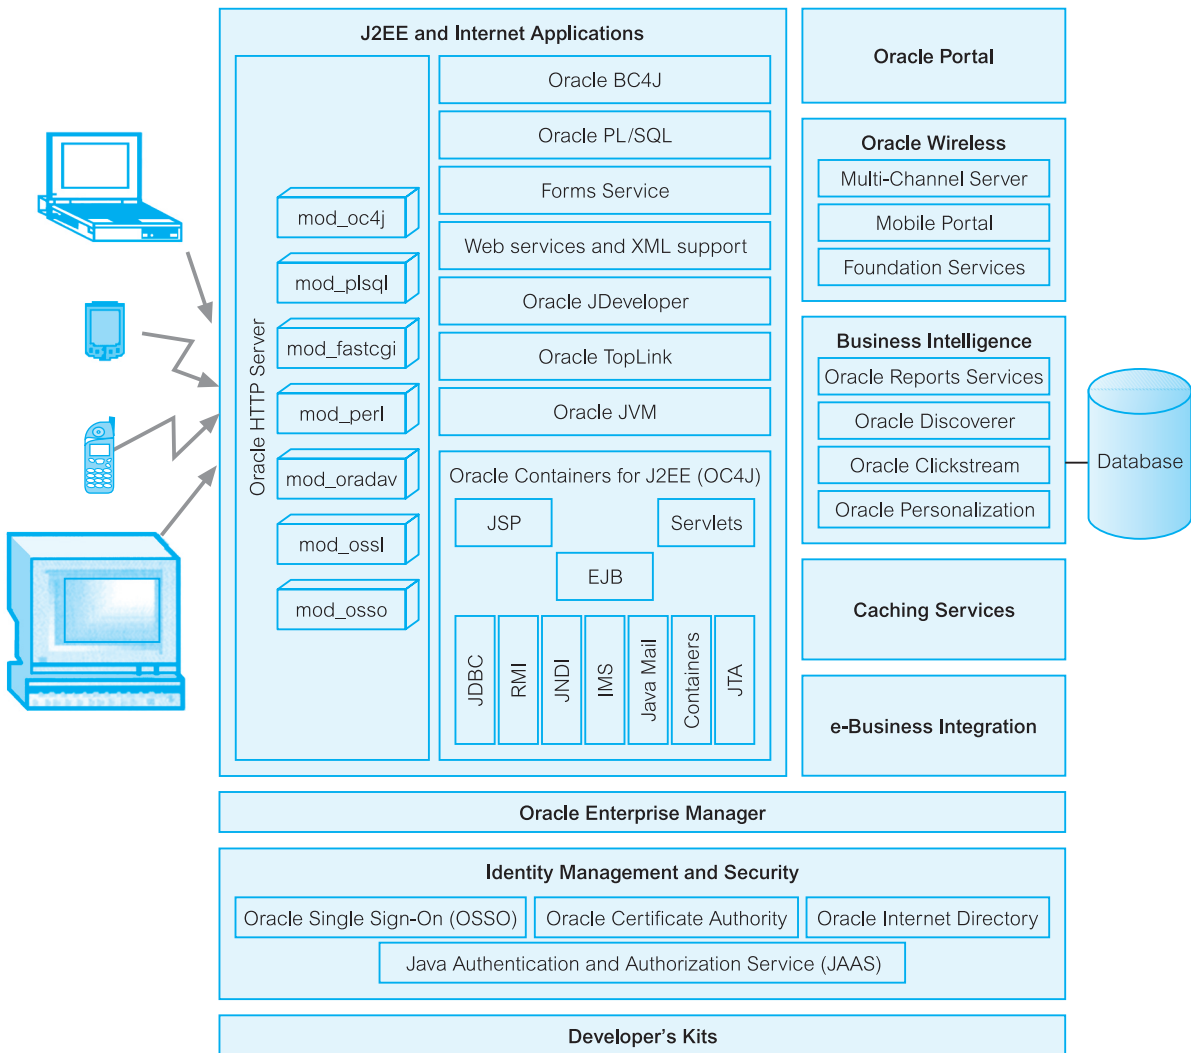 J2EE and Internet Applications
Oracle HTTP Server
mod_oc4j
mod_plsql
mod_fastcgi
mod_perl
mod_oradav
mod_ossl
mod_osso
Oracle BC4J
Oracle PL/SQL
Forms Service
Web services and XML support
Oracle JDeveloper
Oracle TopLink
Oracle JVM
Oracle Containers for J2EE (OC4J)
JSP
Servlets
EJB
JDBC
RMI
JNDI
IMS
Java Mail
Containers
JTA
Oracle Portal
Oracle Wireless
Multi-Channel Server
Mobile Portal
Foundation Services
Business Intelligence
Oracle Reports Services
Oracle Discoverer
Oracle Clickstream
Oracle Personalization
Database
Caching Services
e-Business Integration
Oracle Enterprise Manager
Identity Management and Security
Oracle Single Sign-On (OSSO)
Oracle Certificate Authority
Oracle Internet Directory
Java Authentication and Authorization Service (JAAS)
Developer's Kits